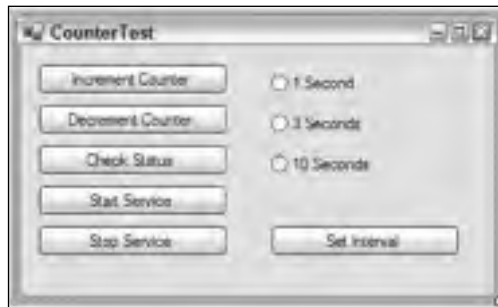 CounterTest
Increment Counter
Decrement Counter
Check Status
Start Service
Stop Service
1 Second
3 Seconds
10 Seconds
Set Interval